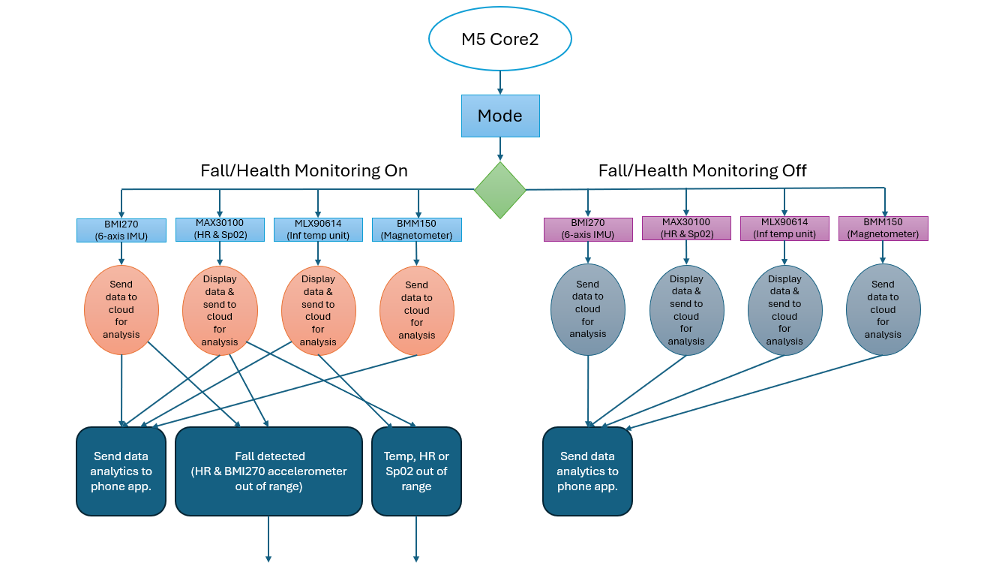 M5 Core2
Mode
Fall/Health Monitoring On
Fall/Health Monitoring Off
BMI270
(6-axis IMU)
MAX30100
(HR & Sp02)
MLX90614
(Inf temp unit)
BMM150
(Magnetometer)
BMI270
(6-axis IMU)
MAX30100
(HR & Sp02)
MLX90614
(Inf temp unit)
BMM150
(Magnetometer)
Send
data to
cloud
for
analysis
Display
data &
send to
cloud
for
analysis
Display
data &
send to
cloud
for
analysis
Send
data to
cloud
for
analysis
Send
data to
cloud
for
analysis
Display
data &
send to
cloud
for
analysis
Display
data &
send to
cloud
for
analysis
Send
data to
cloud
for
analysis
Send data
analytics to
phone app.
Fall detected
(HR & BMI270 accelerometer
out of range)
Temp, HR or
Sp02 out of
range
Send data
analytics to
phone app.